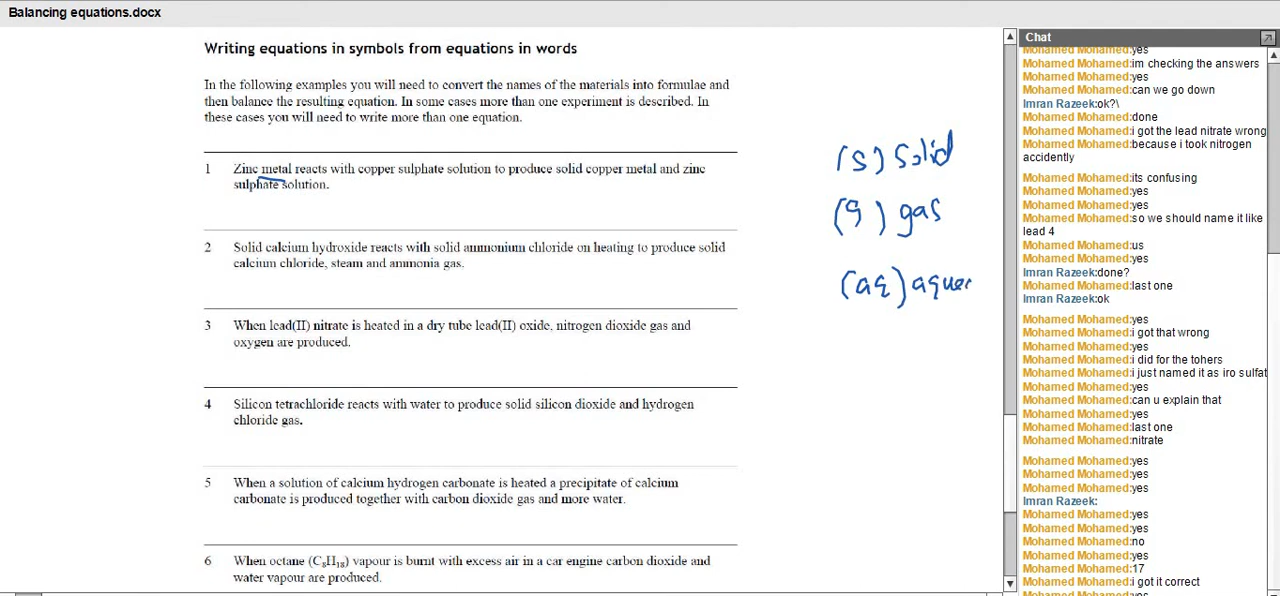 Balancing equations.docx
Writing equations in symbols from equations in words
In the following examples you will need to convert the names of the materials into formulae and
then balance the resulting equation. In some cases more than one experiment is described. In
these cases you will need to write more than one equation.
1 Zinc metal reacts with copper sulphate solution to produce solid copper metal and zinc
sulphate solution.
2 Solid calcium hydroxide reacts with solid ammonium chloride on heating to produce solid
calcium chloride, steam and ammonia gas.
3 When lead(II) nitrate is heated in a dry tube lead(II) oxide, nitrogen dioxide gas and
oxygen are produced.
4 Silicon tetrachloride reacts with water to produce solid silicon dioxide and hydrogen
chloride gas.
5 When a solution of calcium hydrogen carbonate is heated a precipitate of calcium
carbonate is produced together with carbon dioxide gas and more water.
6 When octane (C₈H₁₈) vapour is burnt with excess air in a car engine carbon dioxide and
water vapour are produced.
(s) Solid
(g) gas
(aq) aquer
Chat
Mohamed Mohamed:yes
Mohamed Mohamed:im checking the answers
Mohamed Mohamed:yes
Mohamed Mohamed:can we go down
Imran Razeek:ok?\
Mohamed Mohamed:done
Mohamed Mohamed:i got the lead nitrate wrong
Mohamed Mohamed:because i took nitrogen
accidently
Mohamed Mohamed:its confusing
Mohamed Mohamed:yes
Mohamed Mohamed:yes
Mohamed Mohamed:so we should name it like
lead 4
Mohamed Mohamed:us
Mohamed Mohamed:yes
Imran Razeek:done?
Mohamed Mohamed:last one
Imran Razeek:ok
Mohamed Mohamed:yes
Mohamed Mohamed:i got that wrong
Mohamed Mohamed:yes
Mohamed Mohamed:i did for the tohers
Mohamed Mohamed:i just named it as iro sulfat
Mohamed Mohamed:yes
Mohamed Mohamed:can u explain that
Mohamed Mohamed:yes
Mohamed Mohamed:last one
Mohamed Mohamed:nitrate
Mohamed Mohamed:yes
Mohamed Mohamed:yes
Mohamed Mohamed:yes
Imran Razeek:
Mohamed Mohamed:yes
Mohamed Mohamed:yes
Mohamed Mohamed:no
Mohamed Mohamed:yes
Mohamed Mohamed:17
Mohamed Mohamed:i got it correct
Mohamed Mohamed:yes